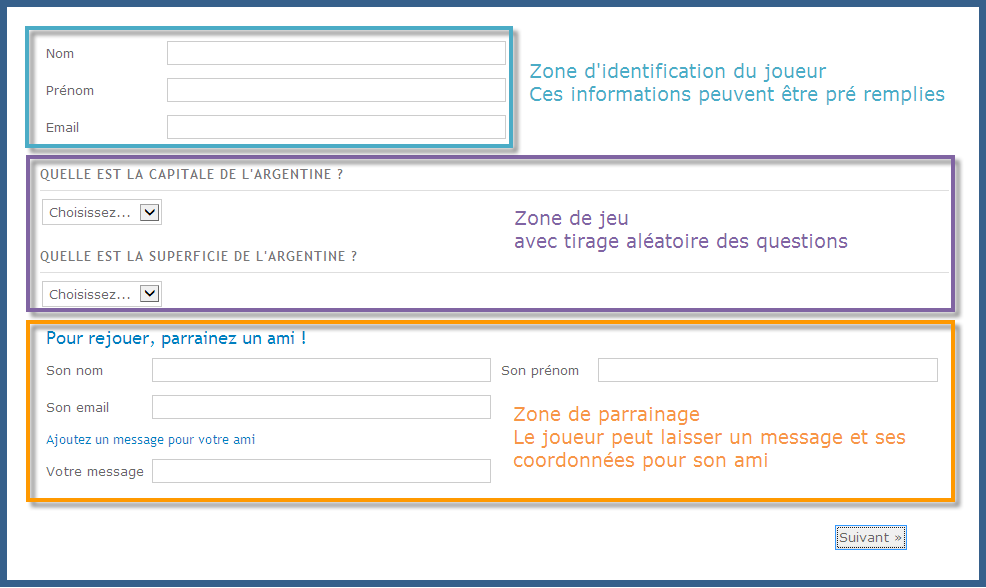 Nom
Prénom
Email
Zone d'identification du joueur
Ces informations peuvent être pré remplies
QUELLE EST LA CAPITALE DE L'ARGENTINE ?
Choisissez...
Zone de jeu
avec tirage aléatoire des questions
QUELLE EST LA SUPERFICIE DE L'ARGENTINE ?
Choisissez...
Pour rejouer, parrainez un ami !
Son nom
Son prénom
Son email
Ajoutez un message pour votre ami
Votre message
Zone de parrainage
Le joueur peut laisser un message et ses
coordonnées pour son ami
Suivant »